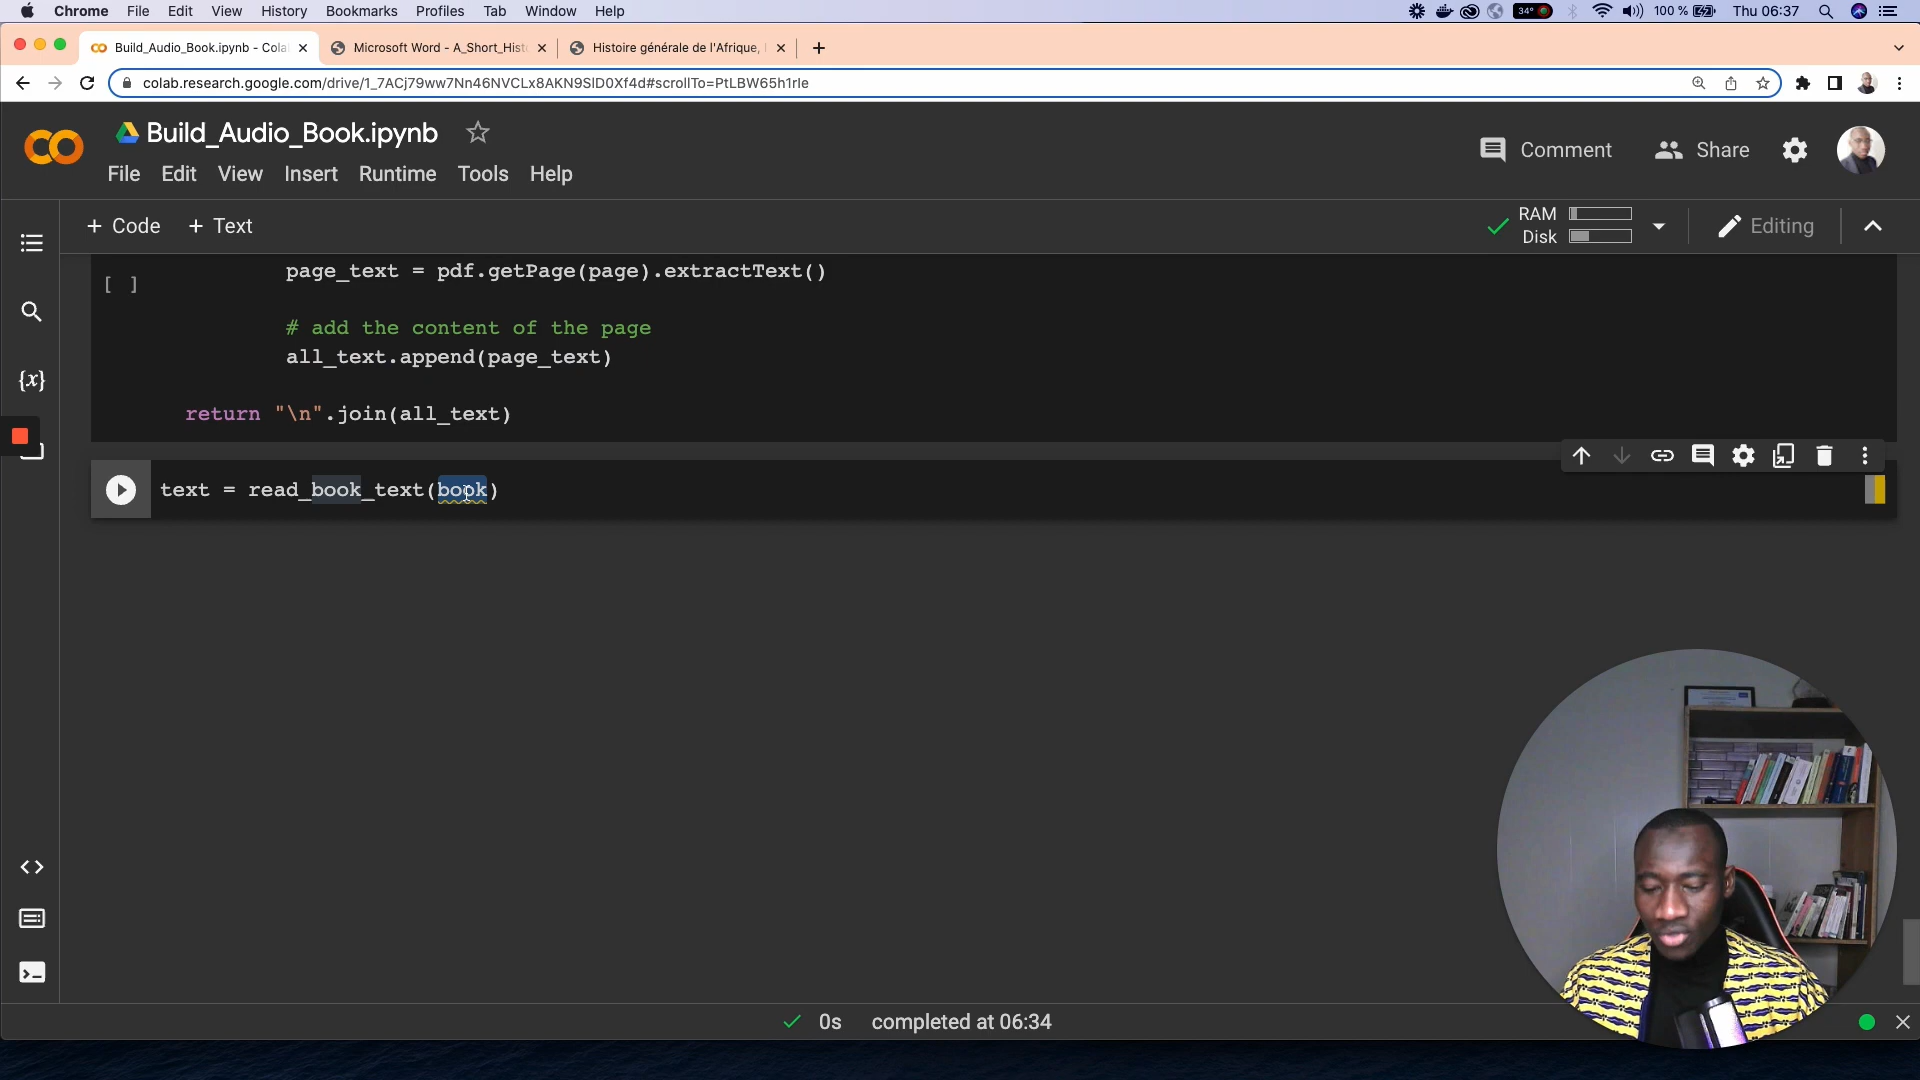 Chrome File Edit View History Bookmarks Profiles Tab Window Help 34° 100 % Thu 06:37
Build_Audio_Book.ipynb - Cola Microsoft Word - A_Short_Hist Histoire générale de l'Afrique,
colab.research.google.com/drive/1_7ACj79ww7Nn46NVCLx8AKN9SlD0Xf4d#scrollTo=PtLBW65h1rIe
Build_Audio_Book.ipynb
Comment Share
File Edit View Insert Runtime Tools Help
+ Code + Text RAM Disk Editing
page_text = pdf.getPage(page).extractText()
[ ]
# add the content of the page
all_text.append(page_text)
return "\n".join(all_text)
text = read_book_text(book)
0s completed at 06:34